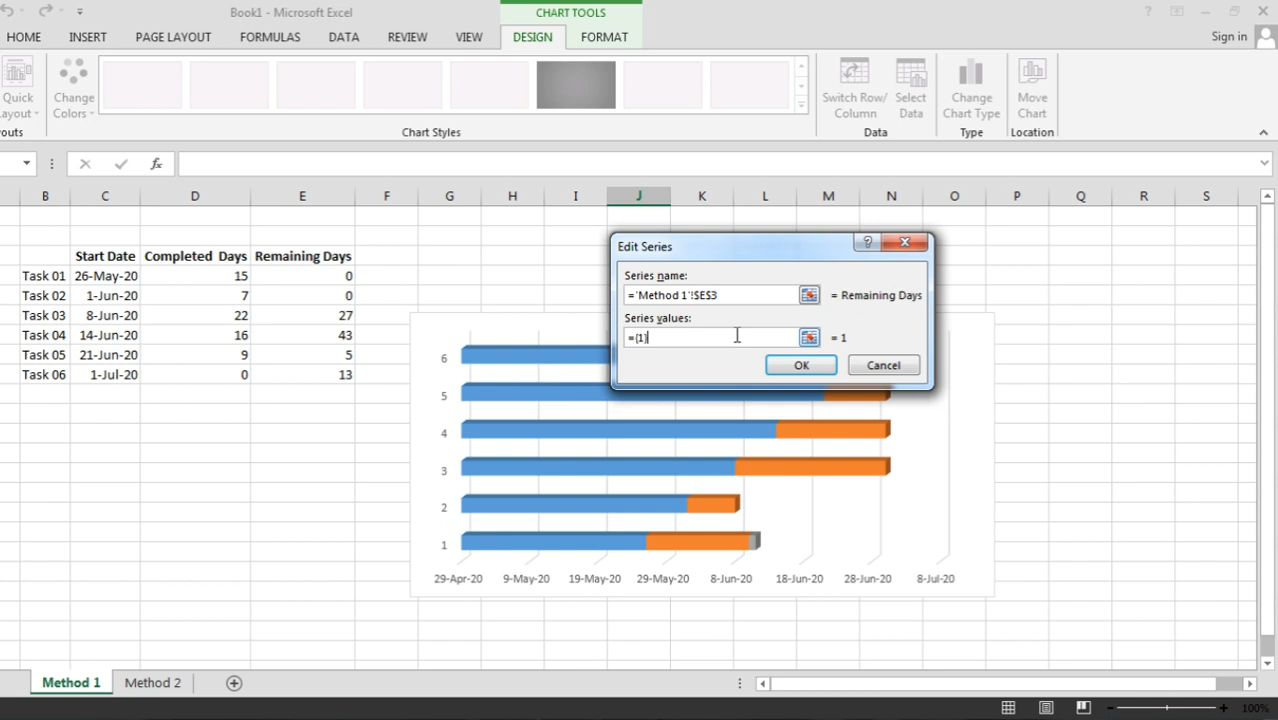 Book1 - Microsoft Excel
CHART TOOLS
HOME INSERT PAGE LAYOUT FORMULAS DATA REVIEW VIEW DESIGN FORMAT Sign in
Quick
ayout
Change
Colors
Switch Row/
Column
Select
Data
Change
Chart Type
Move
Chart
outs
Chart Styles
Data
Type
Location
fx
B C D E F G H I J K L M N O P Q R S
Start Date Completed Days Remaining Days
Task 01 26-May-20 15 0
Task 02 1-Jun-20 7 0
Task 03 8-Jun-20 22 27
Task 04 14-Jun-20 16 43
Task 05 21-Jun-20 9 5
Task 06 1-Jul-20 0 13
Edit Series
?
Series name:
='Method 1'!$E$3 = Remaining Days
Series values:
={1} = 1
OK Cancel
6
5
4
3
2
1
29-Apr-20 9-May-20 19-May-20 29-May-20 8-Jun-20 18-Jun-20 28-Jun-20 8-Jul-20
Method 1 Method 2
100%